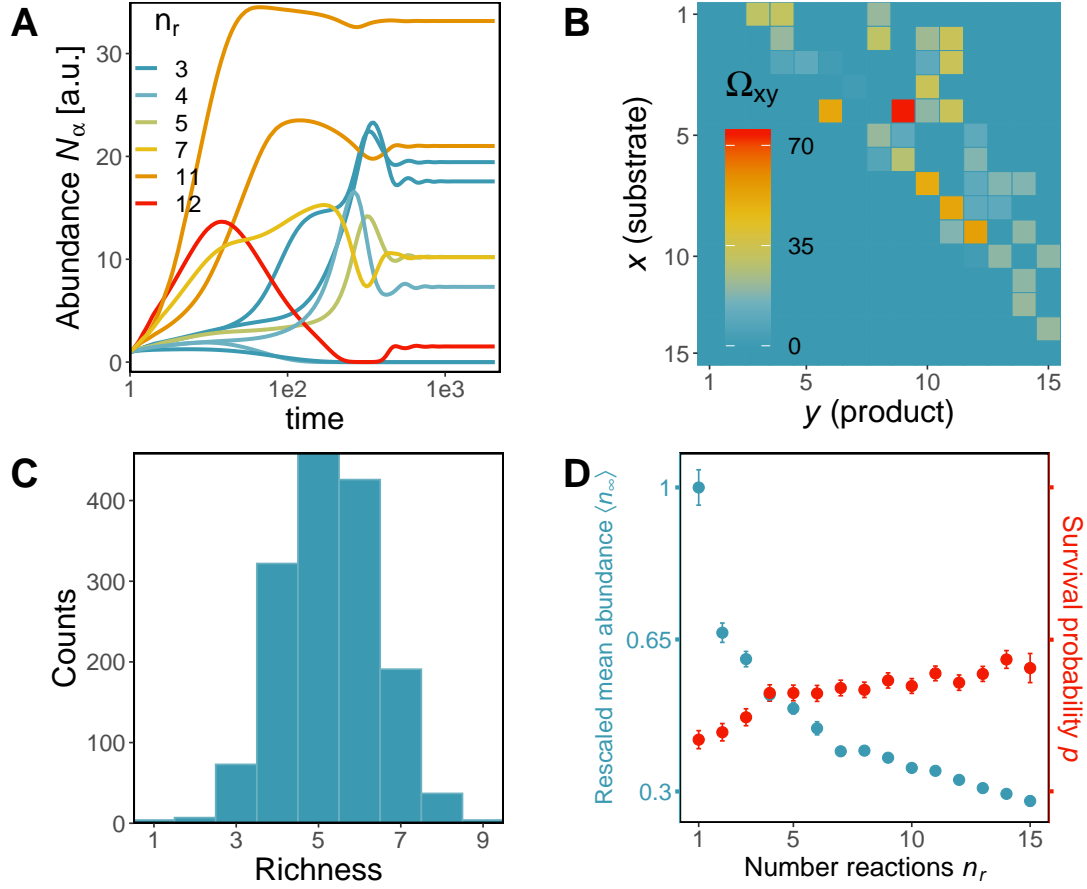 A
n_r
3
4
5
7
11
12
Abundance N_α [a.u.]
30
20
10
0
1
1e2
1e3
time
B
Ω_xy
70
35
0
x (substrate)
1
5
10
15
1
5
10
15
y (product)
C
Counts
400
300
200
100
0
1
3
5
7
9
Richness
D
Rescaled mean abundance ⟨n_∞⟩
1
0.65
0.3
1
5
10
15
Number reactions n_r
Survival probability p